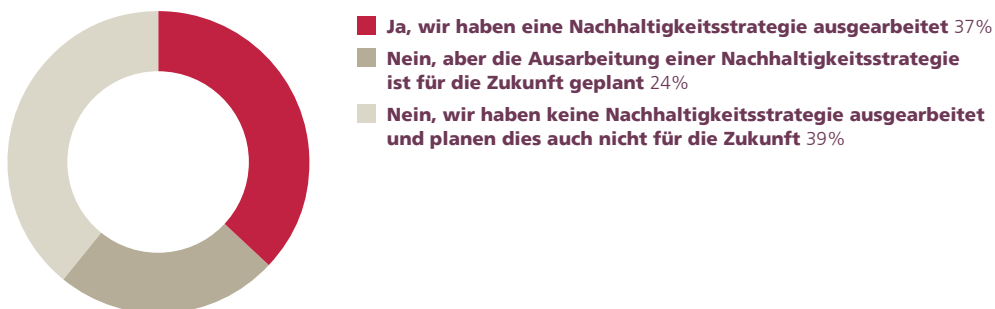 Ja, wir haben eine Nachhaltigkeitsstrategie ausgearbeitet 37%
Nein, aber die Ausarbeitung einer Nachhaltigkeitsstrategie
ist für die Zukunft geplant 24%
Nein, wir haben keine Nachhaltigkeitsstrategie ausgearbeitet
und planen dies auch nicht für die Zukunft 39%